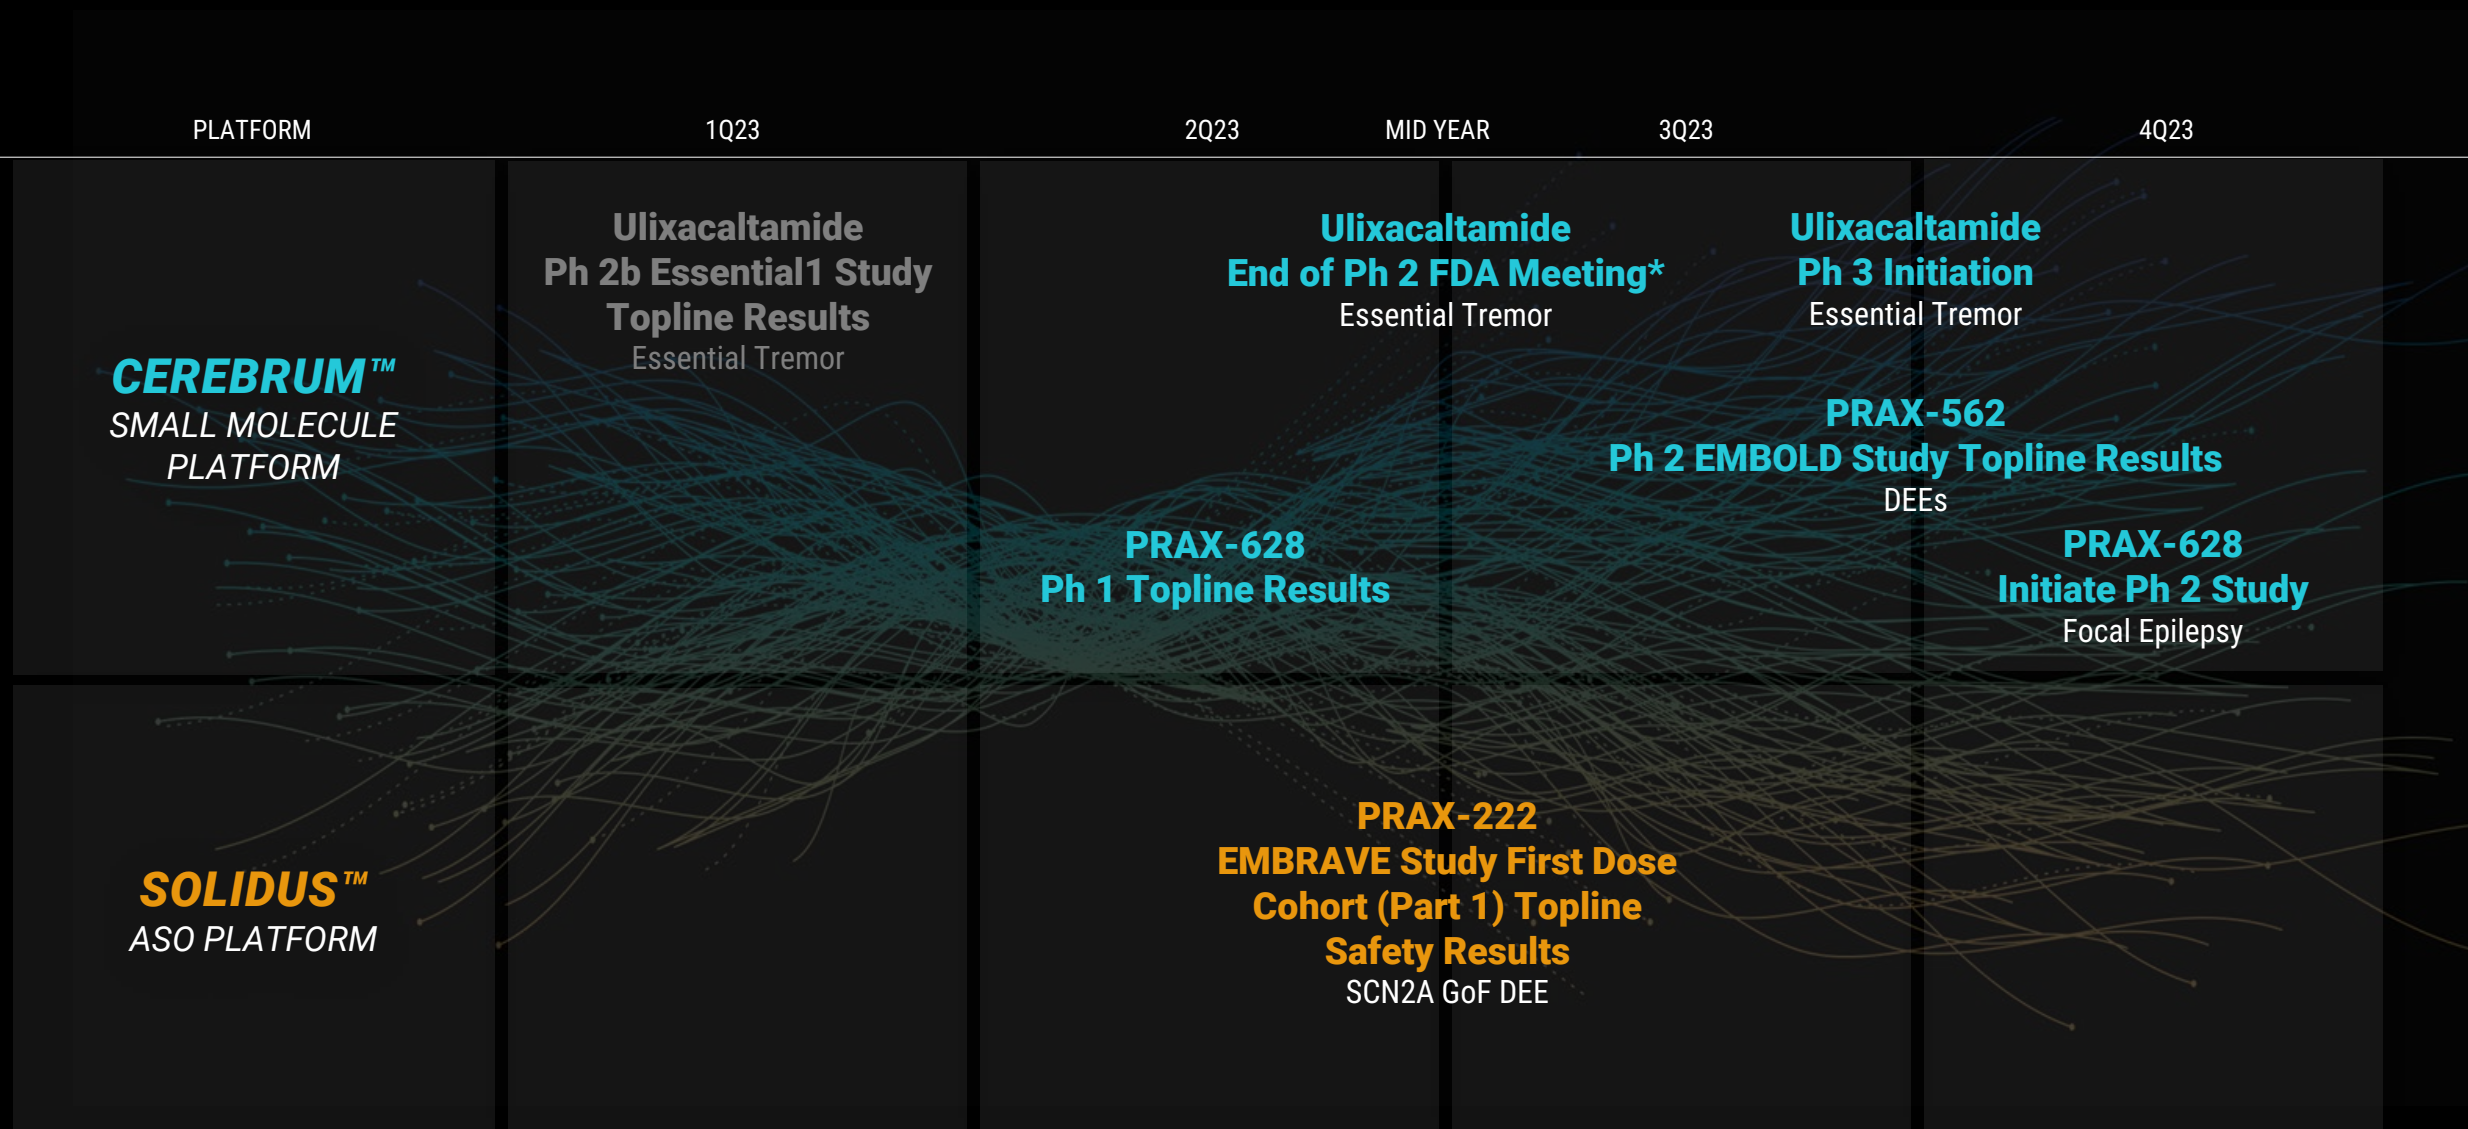 PLATFORM
1Q23
2Q23
MID YEAR
3Q23
4Q23
CEREBRUM™
SMALL MOLECULE
PLATFORM
Ulixacaltamide
Ph 2b Essential1 Study
Topline Results
Essential Tremor
Ulixacaltamide
End of Ph 2 FDA Meeting*
Essential Tremor
Ulixacaltamide
Ph 3 Initiation
Essential Tremor
PRAX-562
Ph 2 EMBOLD Study Topline Results
DEEs
PRAX-628
Ph 1 Topline Results
PRAX-628
Initiate Ph 2 Study
Focal Epilepsy
SOLIDUS™
ASO PLATFORM
PRAX-222
EMBRAVE Study First Dose
Cohort (Part 1) Topline
Safety Results
SCN2A GoF DEE